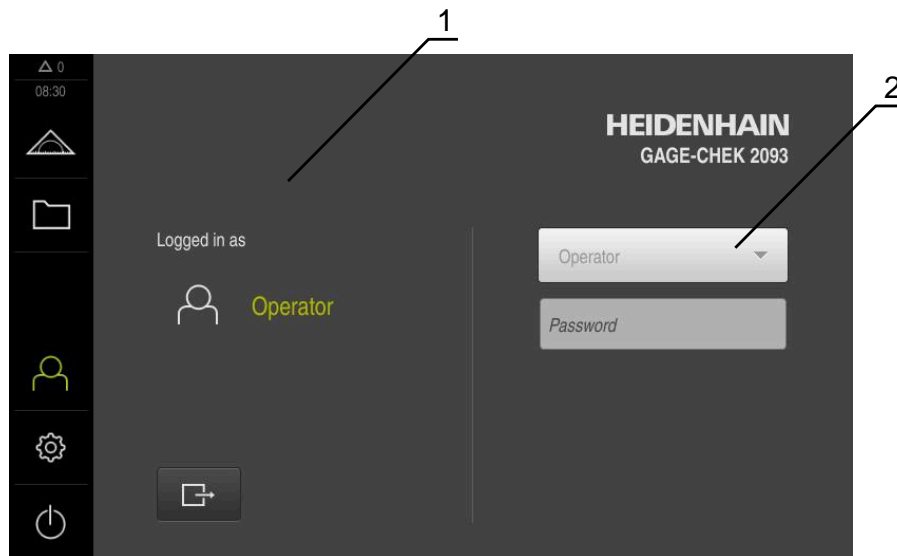 1
△ 0
08:30
2
HEIDENHAIN
GAGE-CHEK 2093
Logged in as
Operator
Operator
Password